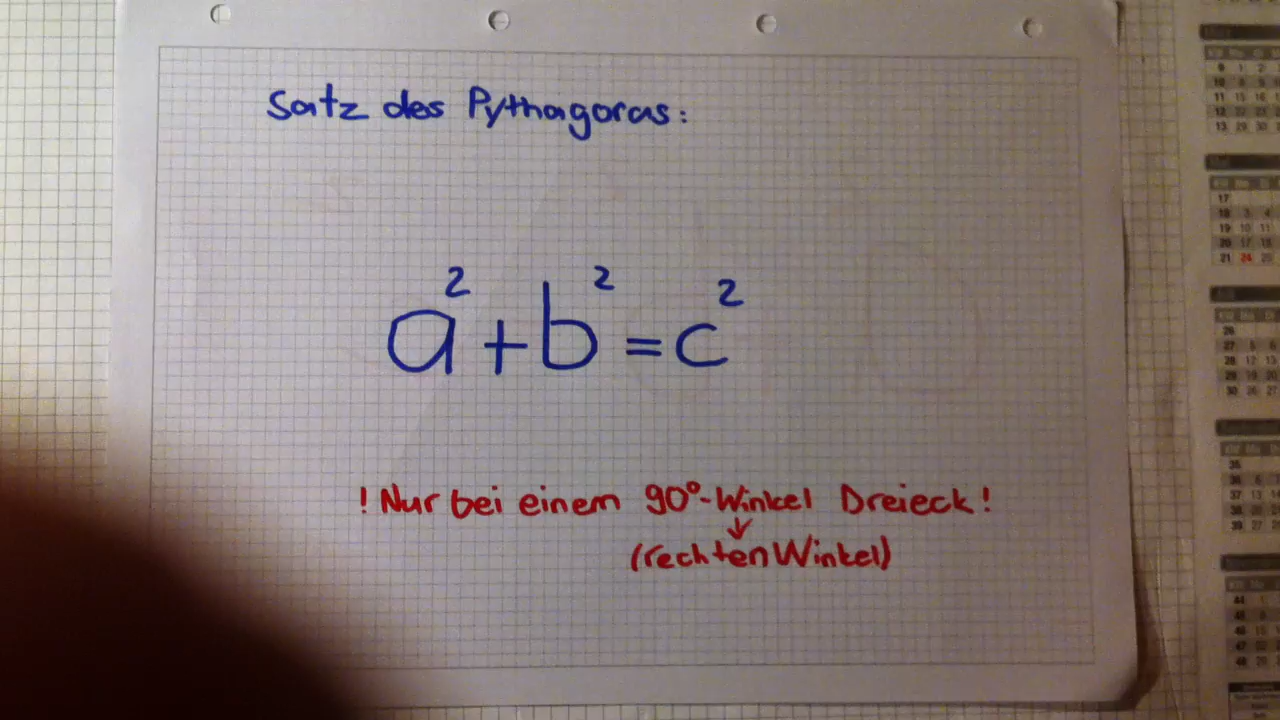 Satz des Pythagoras:
a² + b² = c²
! Nur bei einem 90°-Winkel Dreieck !
↓
(rechten Winkel)